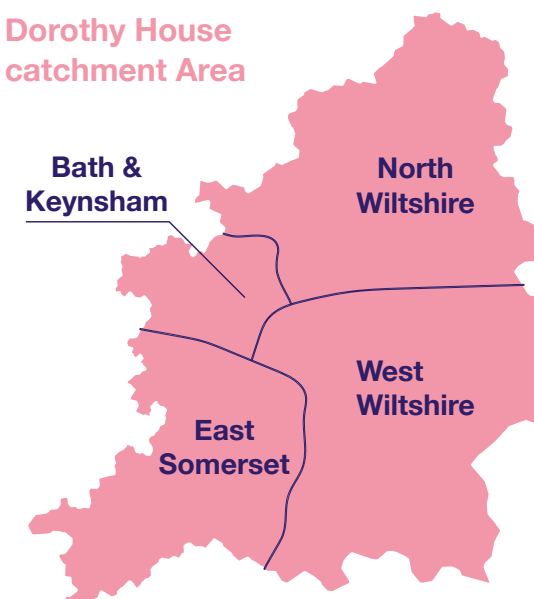 Dorothy House
catchment Area
Bath &
Keynsham
North
Wiltshire
West
Wiltshire
East
Somerset